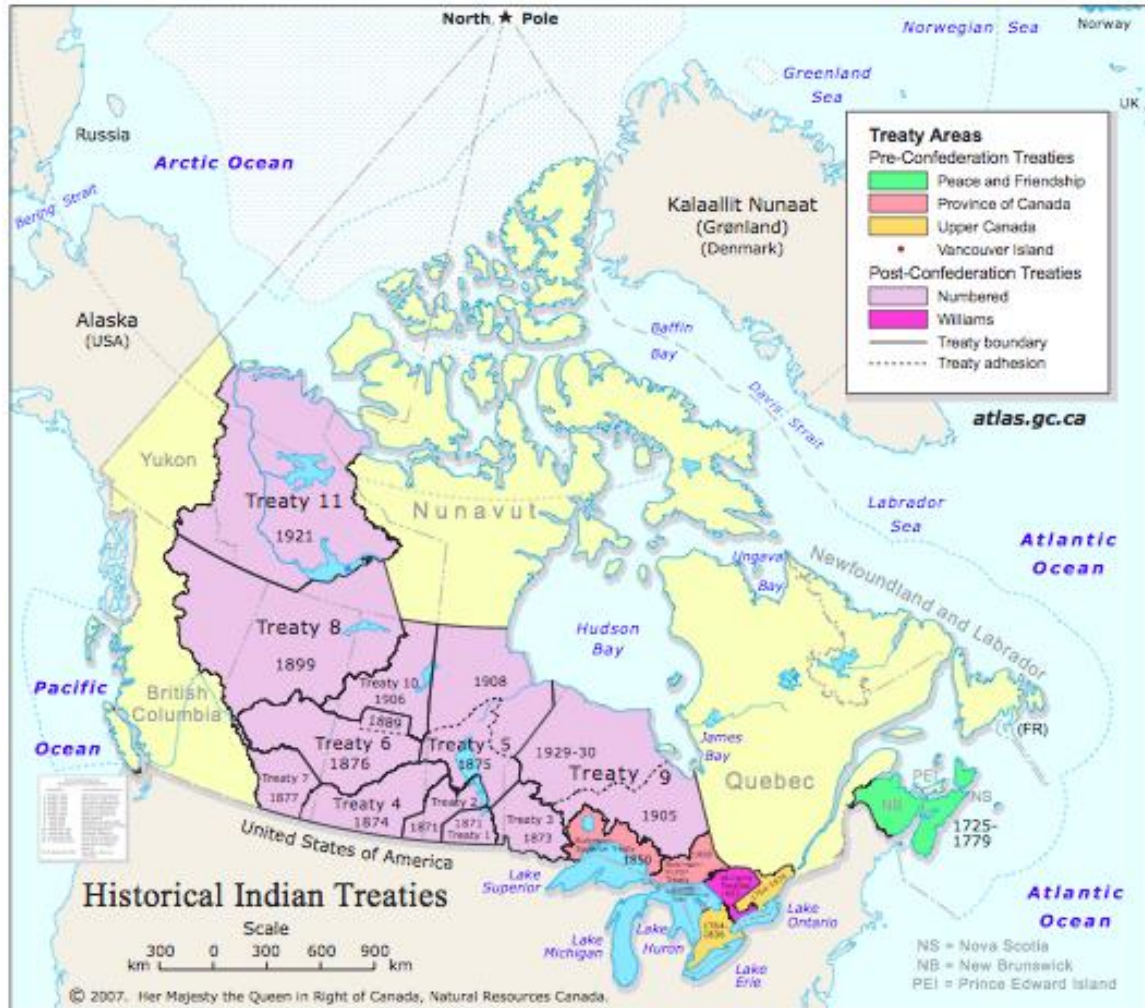 North Pole
Norwegian Sea
Norway
Greenland
Sea
UK
Russia
Arctic Ocean
Bering Strait
Treaty Areas
Pre-Confederation Treaties
Peace and Friendship
Province of Canada
Upper Canada
Vancouver Island
Post-Confederation Treaties
Numbered
Williams
Treaty boundary
Treaty adhesion
Kalaallit Nunaat
(Grønland)
(Denmark)
Alaska
(USA)
Baffin
Bay
Davis Strait
atlas.gc.ca
Yukon
Treaty 11
1921
Nunavut
Labrador
Sea
Atlantic
Ocean
Ungava
Bay
Newfoundland and Labrador
Treaty 8
1899
Hudson
Bay
Pacific
Ocean
British
Columbia
Treaty 10
1906
1908
1889
Treaty 6
1876
Treaty 5
1875
1929-30
James
Bay
(FR)
Treaty 9
1905
Quebec
PEI
NB
NS
1725-
1779
Treaty 7
1877
Treaty 4
1874
Treaty 2
1871
1871
Treaty 1
Treaty 3
1873
1850
United States of America
Lake
Superior
Lake
Michigan
Lake
Huron
Lake
Ontario
Lake
Erie
Atlantic
Ocean
Historical Indian Treaties
Scale
300 0 300 600 900
km km
NS = Nova Scotia
NB = New Brunswick
PEI = Prince Edward Island
© 2007. Her Majesty the Queen in Right of Canada, Natural Resources Canada.